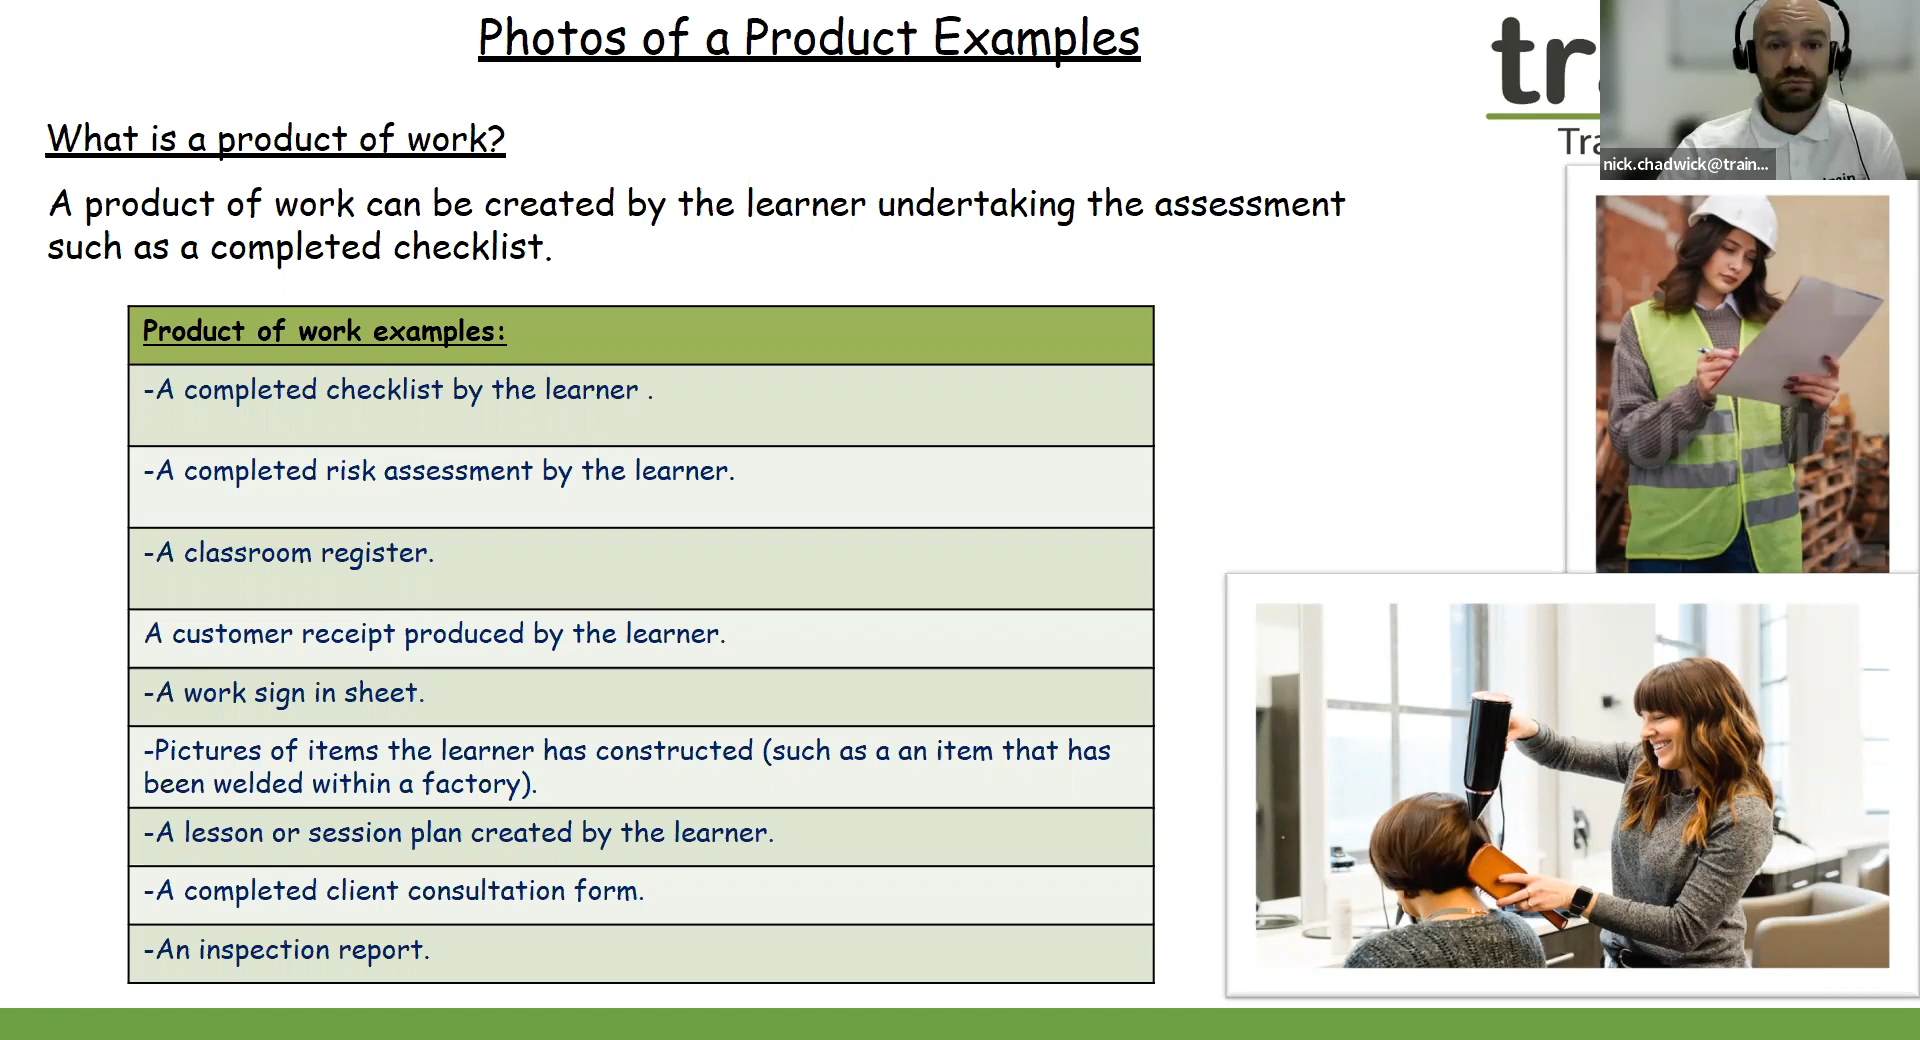 Photos of a Product Examples
tr
Tra
nick.chadwick@train...
What is a product of work?
A product of work can be created by the learner undertaking the assessment
such as a completed checklist.
Product of work examples:
-A completed checklist by the learner .
-A completed risk assessment by the learner.
-A classroom register.
A customer receipt produced by the learner.
-A work sign in sheet.
-Pictures of items the learner has constructed (such as a an item that has
been welded within a factory).
-A lesson or session plan created by the learner.
-A completed client consultation form.
-An inspection report.